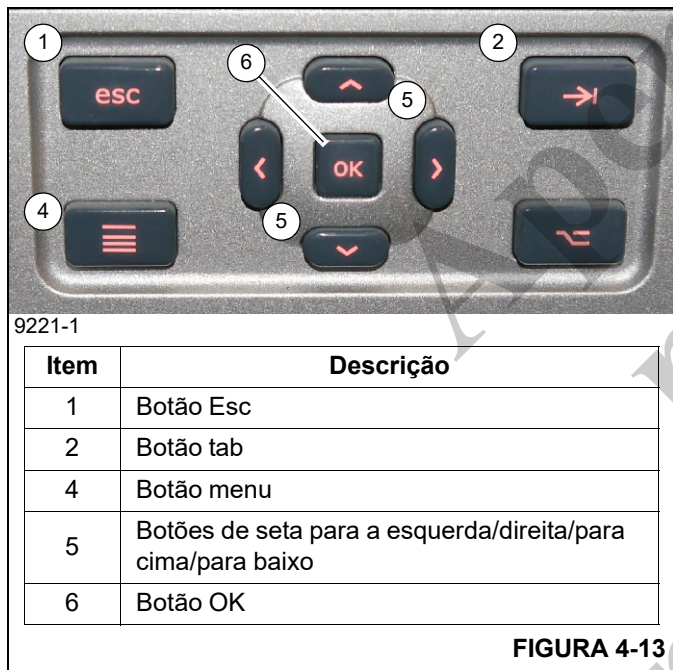 1
2
6
esc
5
OK
4
5
9221-1
Item Descrição
1 Botão Esc
2 Botão tab
4 Botão menu
5 Botões de seta para a esquerda/direita/para
cima/para baixo
6 Botão OK
FIGURA 4-13